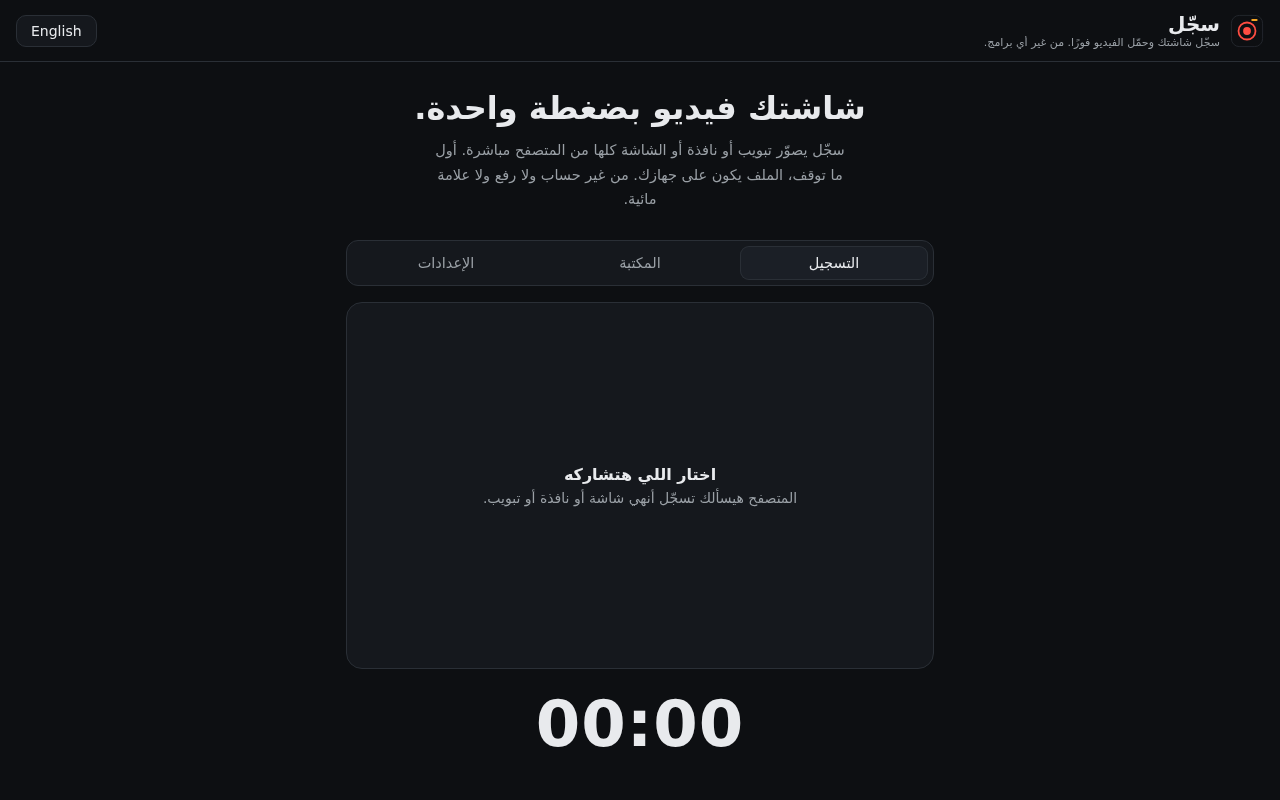 سجّل
سجّل شاشتك وحمّل الفيديو فورًا. من غير أي برامج.
English
شاشتك فيديو بضغطة واحدة.
سجّل يصوّر تبويب أو نافذة أو الشاشة كلها من المتصفح مباشرة. أول
ما توقف، الملف يكون على جهازك. من غير حساب ولا رفع ولا علامة
مائية.
التسجيل
المكتبة
الإعدادات
اختار اللي هتشاركه
المتصفح هيسألك تسجّل أنهي شاشة أو نافذة أو تبويب.
00:00